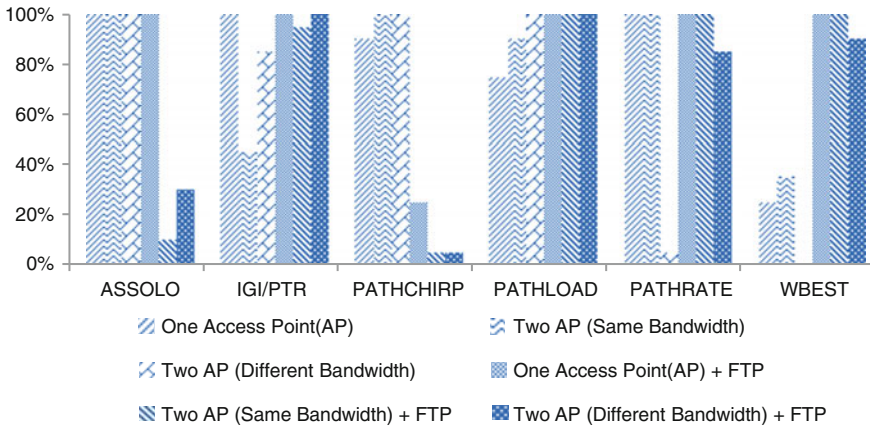 100%
80%
60%
40%
20%
0%
ASSOLO IGI/PTR PATHCHIRP PATHLOAD PATHRATE WBEST
One Access Point(AP) Two AP (Same Bandwidth)
Two AP (Different Bandwidth) One Access Point(AP) + FTP
Two AP (Same Bandwidth) + FTP Two AP (Different Bandwidth) + FTP